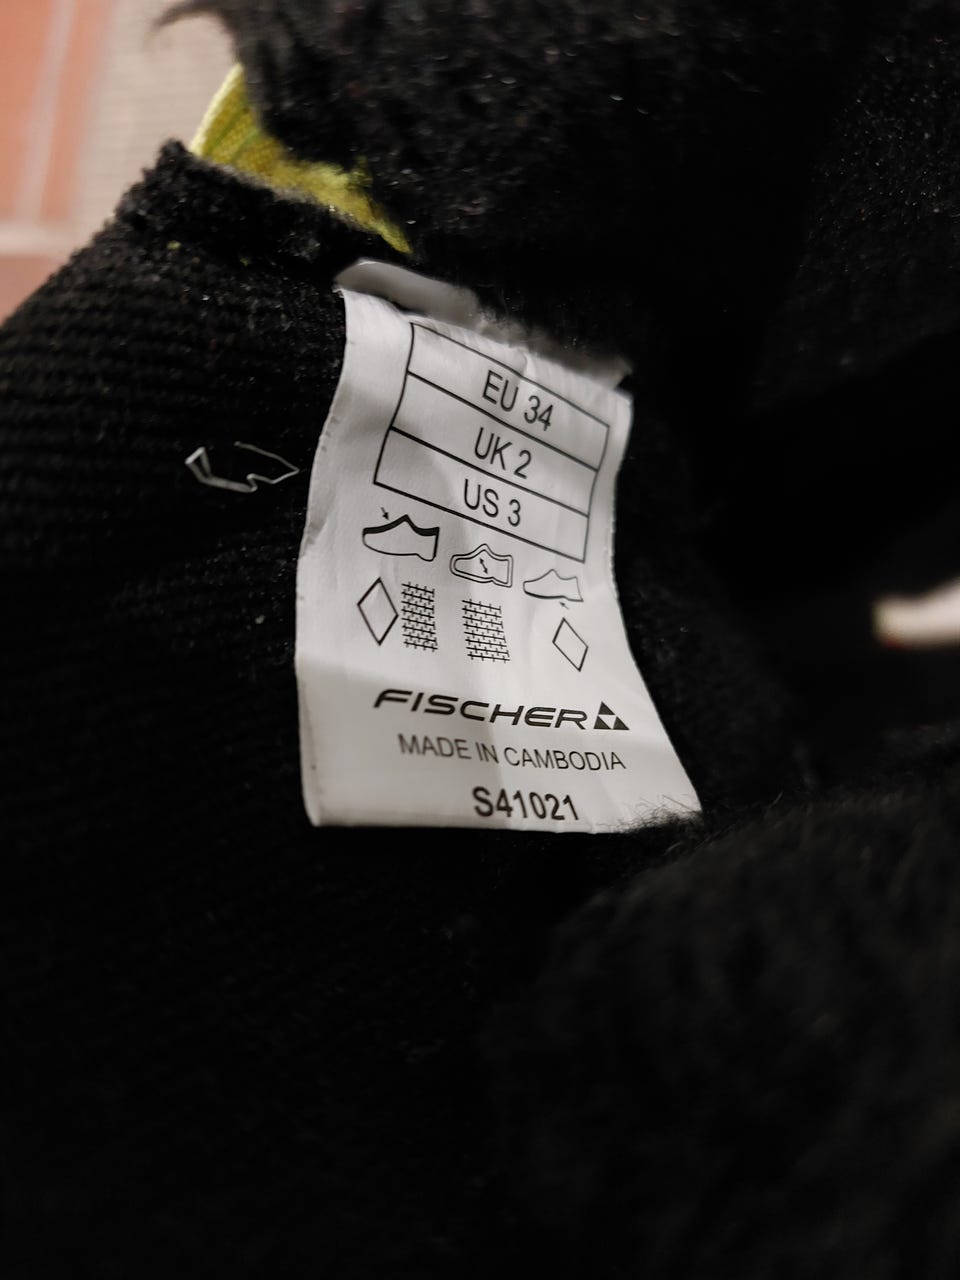 EU 34
UK 2
US 3
FISCHER
MADE IN CAMBODIA
S41021